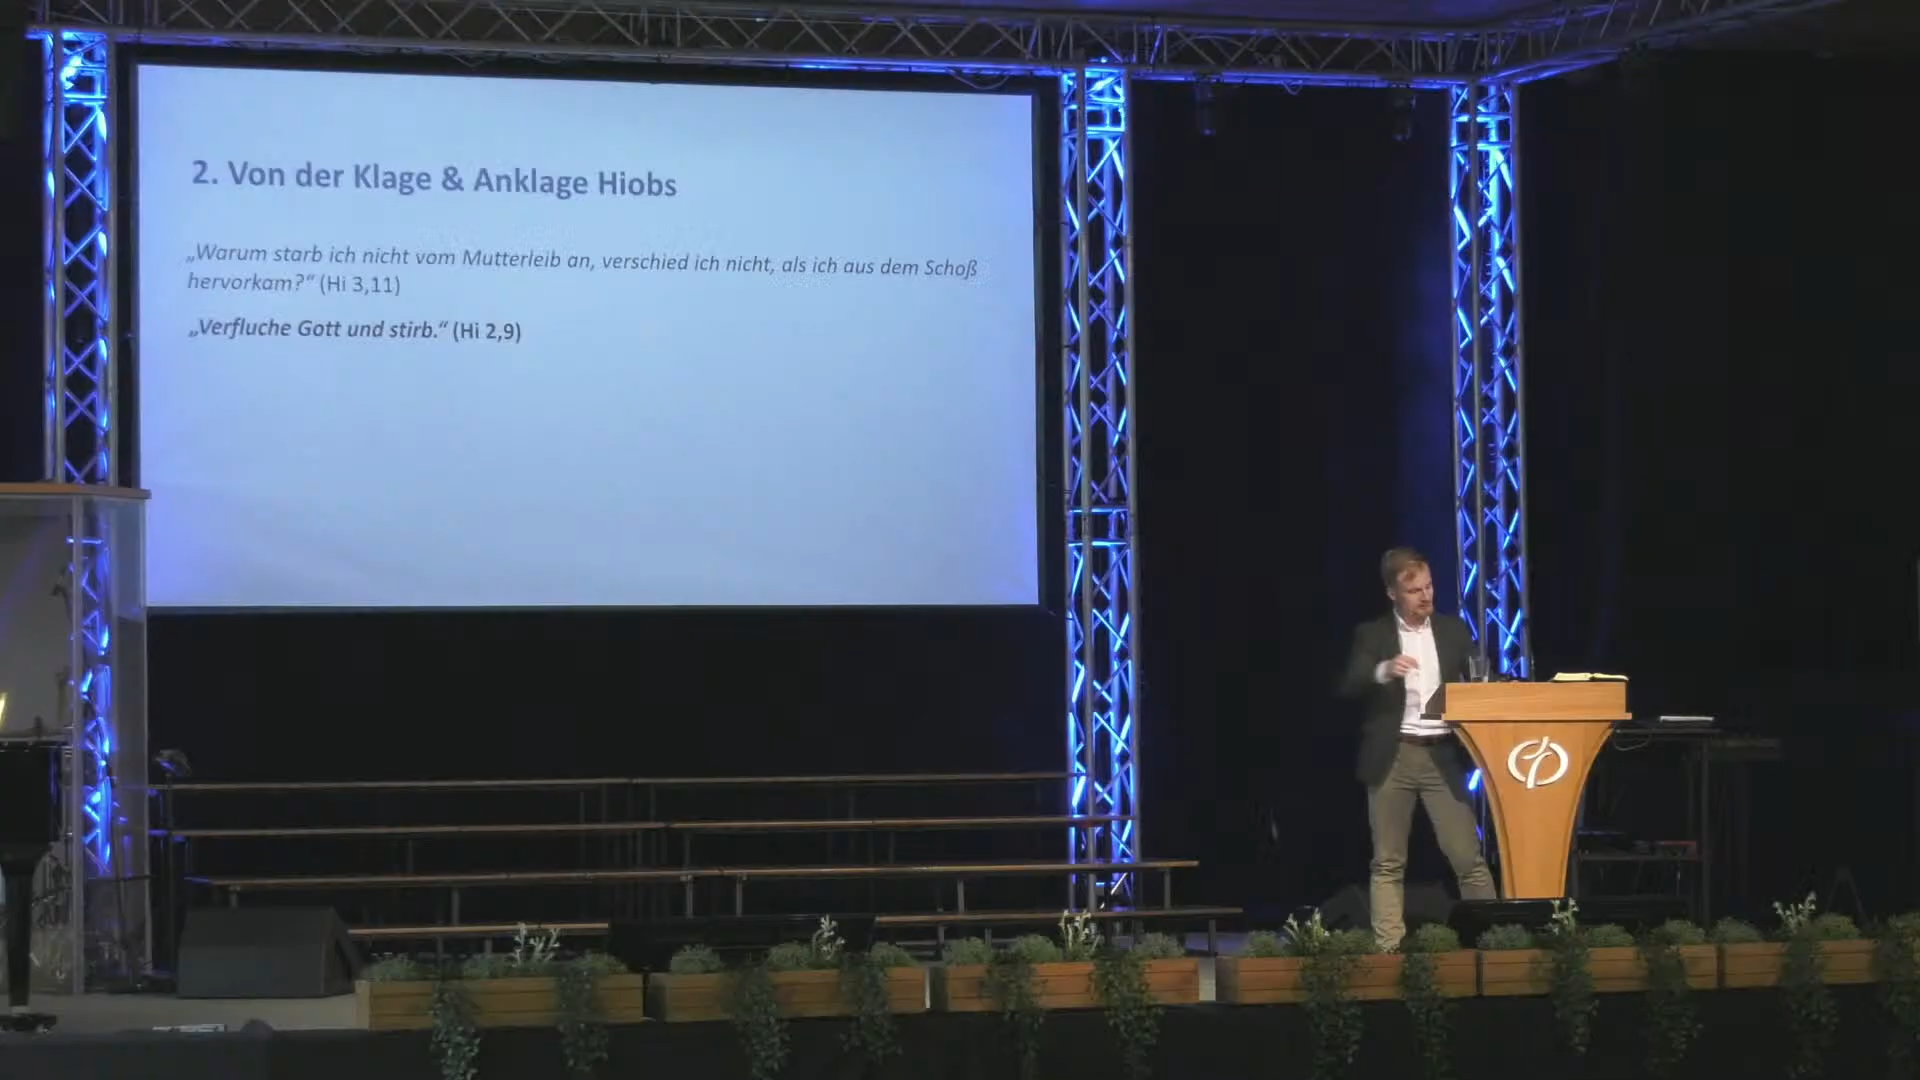 2. Von der Klage & Anklage Hiobs
„Warum starb ich nicht vom Mutterleib an, verschied ich nicht, als ich aus dem Schoß
hervorkam?“ (Hi 3,11)
„Verfluche Gott und stirb.“ (Hi 2,9)